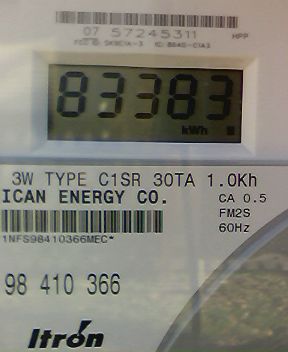 07 57245311 HPP
83383
kWh
3W TYPE C1SR 30TA 1.0Kh
ICAN ENERGY CO.
CA 0.5
FM2S
60Hz
1NFS98410366MEC*
98 410 366
Itron